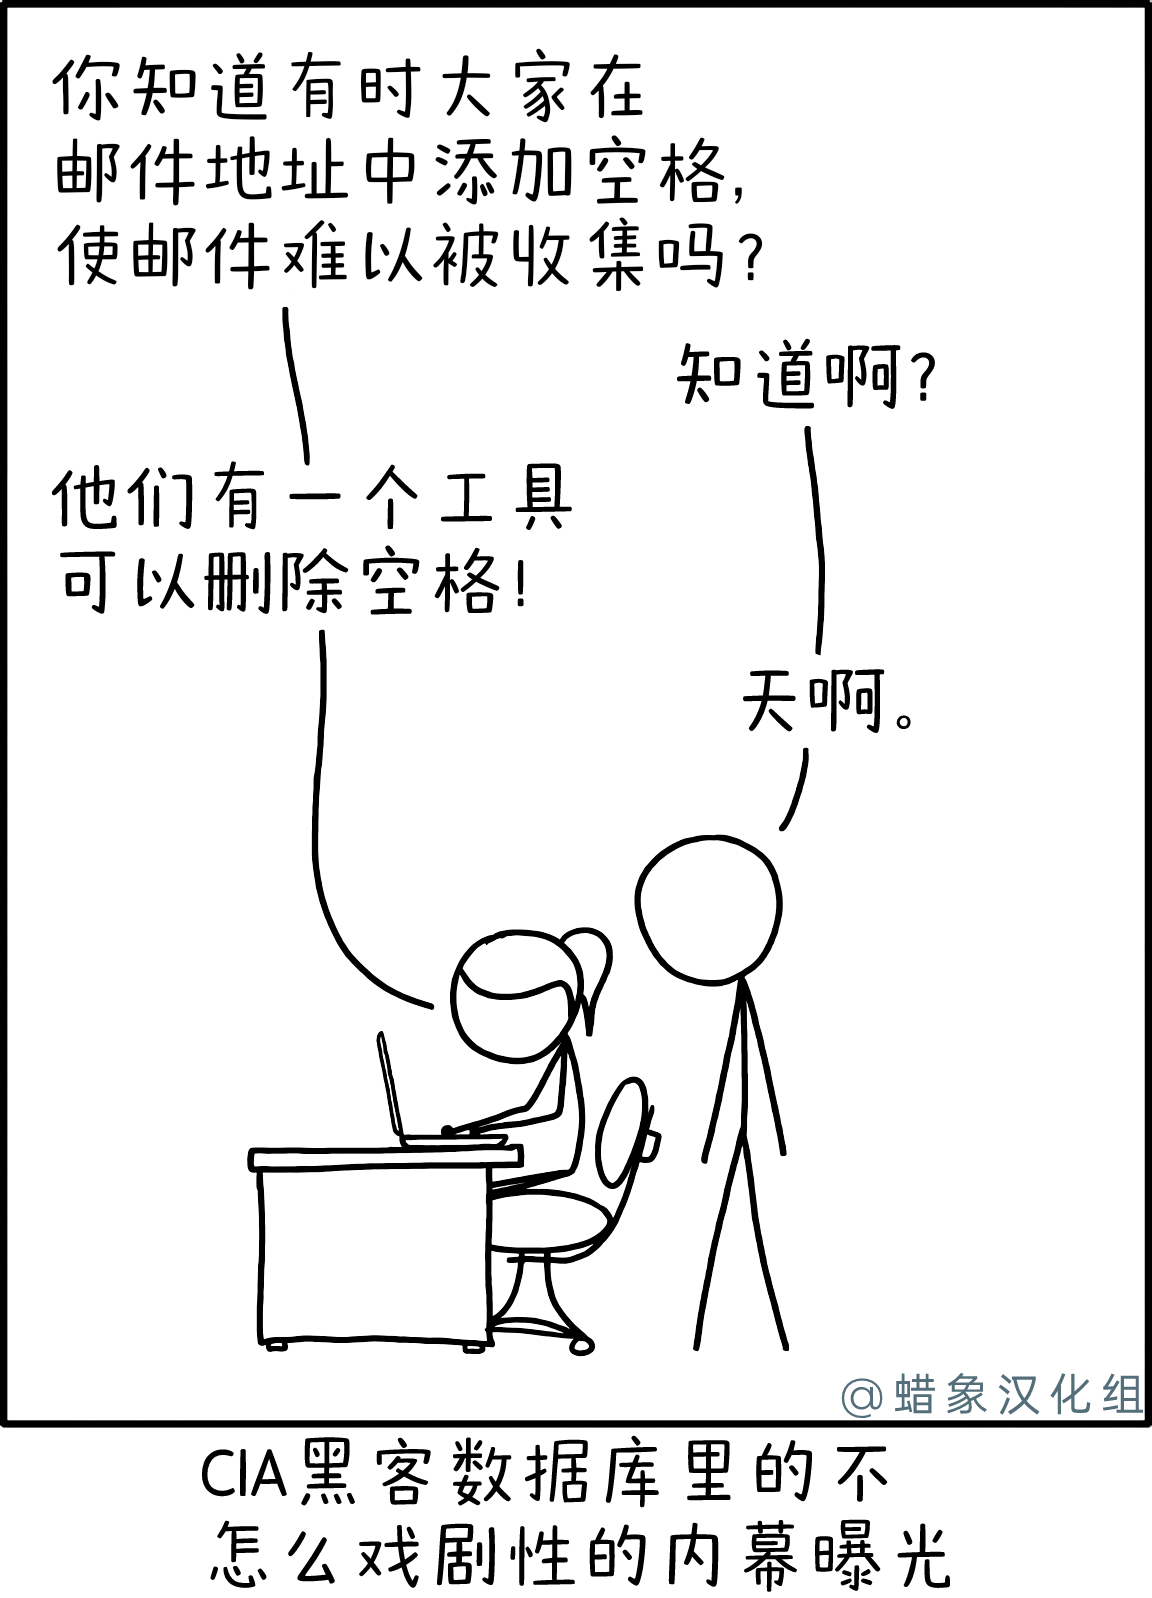 你知道有时大家在
邮件地址中添加空格,
使邮件难以被收集吗?
知道啊?
他们有一个工具
可以删除空格!
天啊。
@蜡象汉化组
CIA黑客数据库里的不
怎么戏剧性的内幕曝光